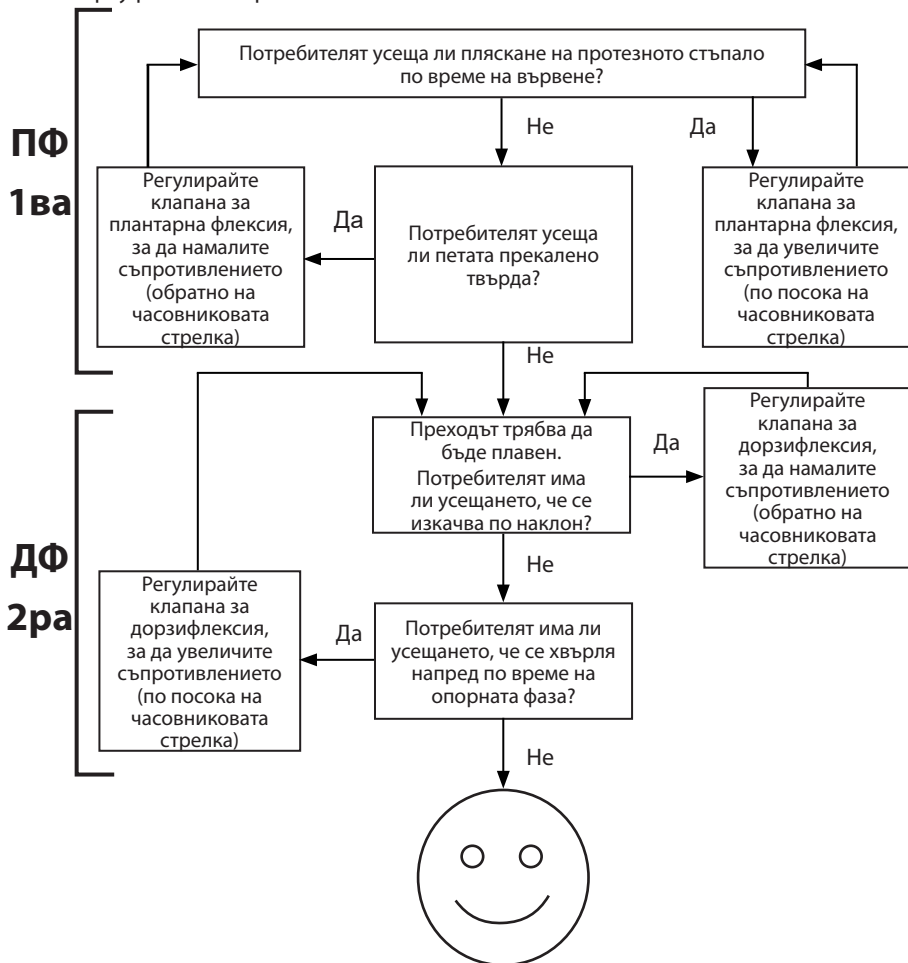 Потребителят усеща ли пляскане на протезното стъпало
по време на вървене?
Не
Да
ПФ
1ва
Регулирайте
клапана за
плантарна флексия,
за да намалите
съпротивлението
(обратно на
часовниковата
стрелка)
Да
Потребителят усеща
ли петата прекалено
твърда?
Регулирайте
клапана за
плантарна флексия,
за да увеличите
съпротивлението
(по посока на
часовниковата
стрелка)
Не
Преходът трябва да
бъде плавен.
Потребителят има
ли усещането, че се
изкачва по наклон?
Да
Регулирайте
клапана за
дорзифлексия,
за да намалите
съпротивлението
(обратно на
часовниковата
стрелка)
ДФ
2ра
Не
Регулирайте
клапана за
дорзифлексия,
за да увеличите
съпротивлението
(по посока на
часовниковата
стрелка)
Да
Потребителят има ли
усещането, че се хвърля
напред по време на
опорната фаза?
Не